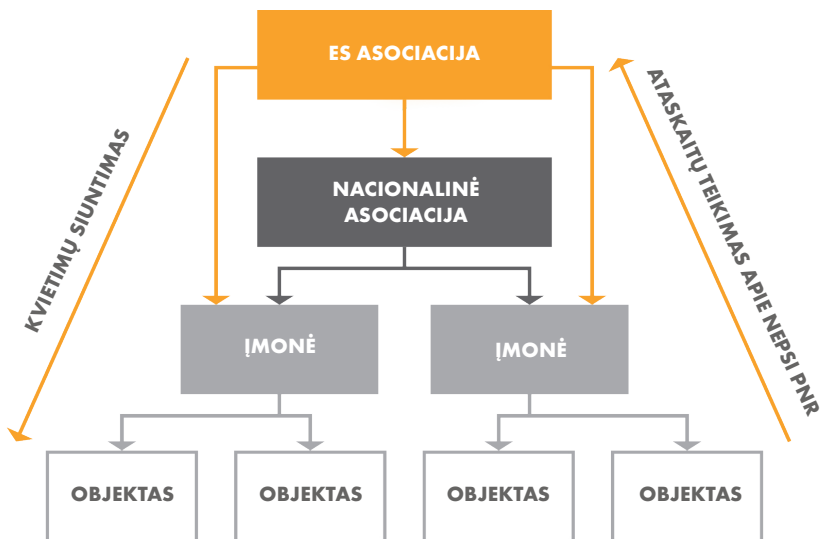 ES ASOCIACIJA
KVIETIMŲ SIUNTIMAS
ATASKAITŲ TEIKIMAS APIE NEPSI PNR
NACIONALINĖ
ASOCIACIJA
ĮMONĖ
ĮMONĖ
OBJEKTAS
OBJEKTAS
OBJEKTAS
OBJEKTAS